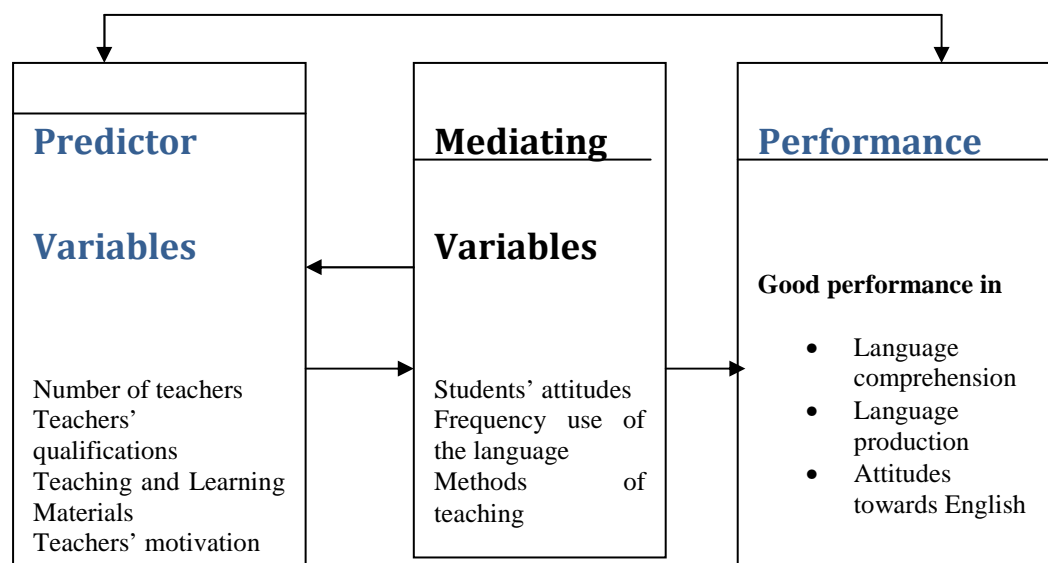 Predictor
Variables
Number of teachers
Teachers’
qualifications
Teaching and Learning
Materials
Teachers’ motivation
Mediating
Variables
Students’ attitudes
Frequency use of
the language
Methods of
teaching
Performance
Good performance in
• Language
comprehension
• Language
production
• Attitudes
towards English